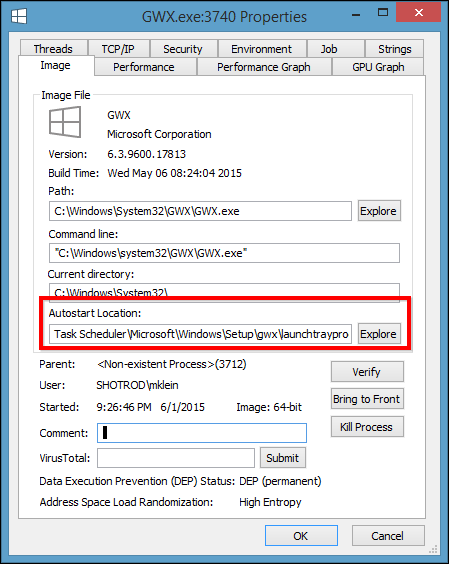 GWX.exe:3740 Properties
Threads TCP/IP Security Environment Job Strings
Image Performance Performance Graph GPU Graph
Image File
GWX
Microsoft Corporation
Version: 6.3.9600.17813
Build Time: Wed May 06 08:24:04 2015
Path:
C:\Windows\System32\GWX\GWX.exe Explore
Command line:
"C:\Windows\system32\GWX\GWX.exe"
Current directory:
C:\Windows\System32\
Autostart Location:
Task Scheduler\Microsoft\Windows\Setup\gwx\launchtraypro Explore
Parent: <Non-existent Process>(3712) Verify
User: SHOTROD\mklein
Started: 9:26:46 PM 6/1/2015 Image: 64-bit Bring to Front
Comment: Kill Process
VirusTotal: Submit
Data Execution Prevention (DEP) Status: DEP (permanent)
Address Space Load Randomization: High Entropy
OK Cancel